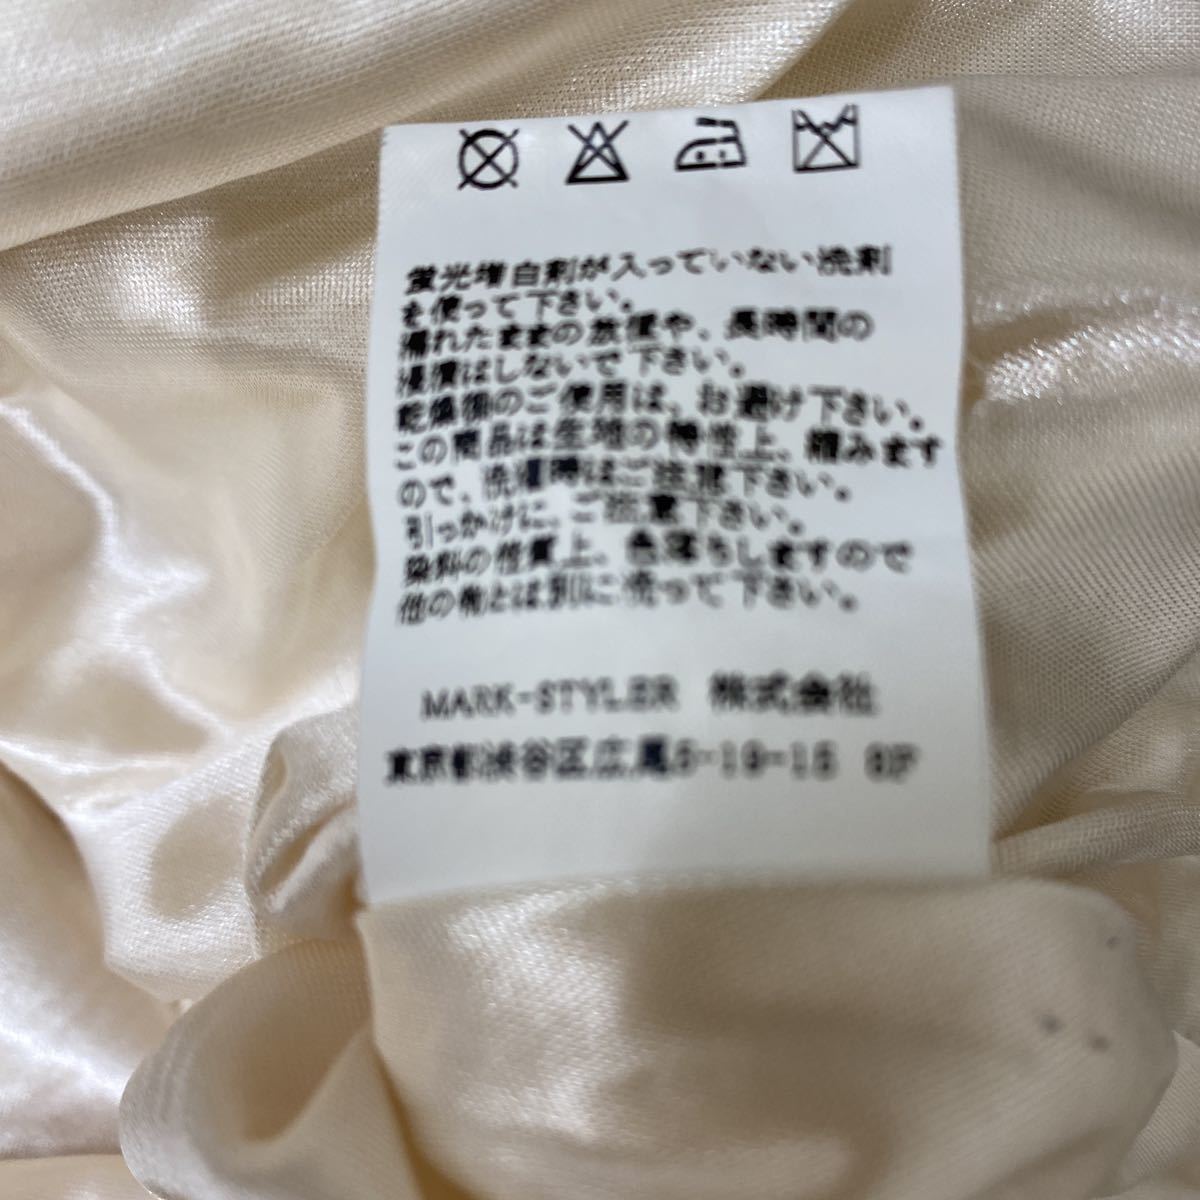 蛍光増白剤が入っていない洗剤
を使って下さい。
濡れたままの放置や、長時間の
浸漬はしないで下さい。
乾燥機のご使用は、お避け下さい。
この商品は生地の特性上、縮みます
ので、洗濯時はご注意下さい。
引っかけに、ご注意下さい。
染料の性質上、色落ちしますので
他の物とは別に洗って下さい。
MARK-STYLER 株式会社
東京都渋谷区広尾5-19-15 8F